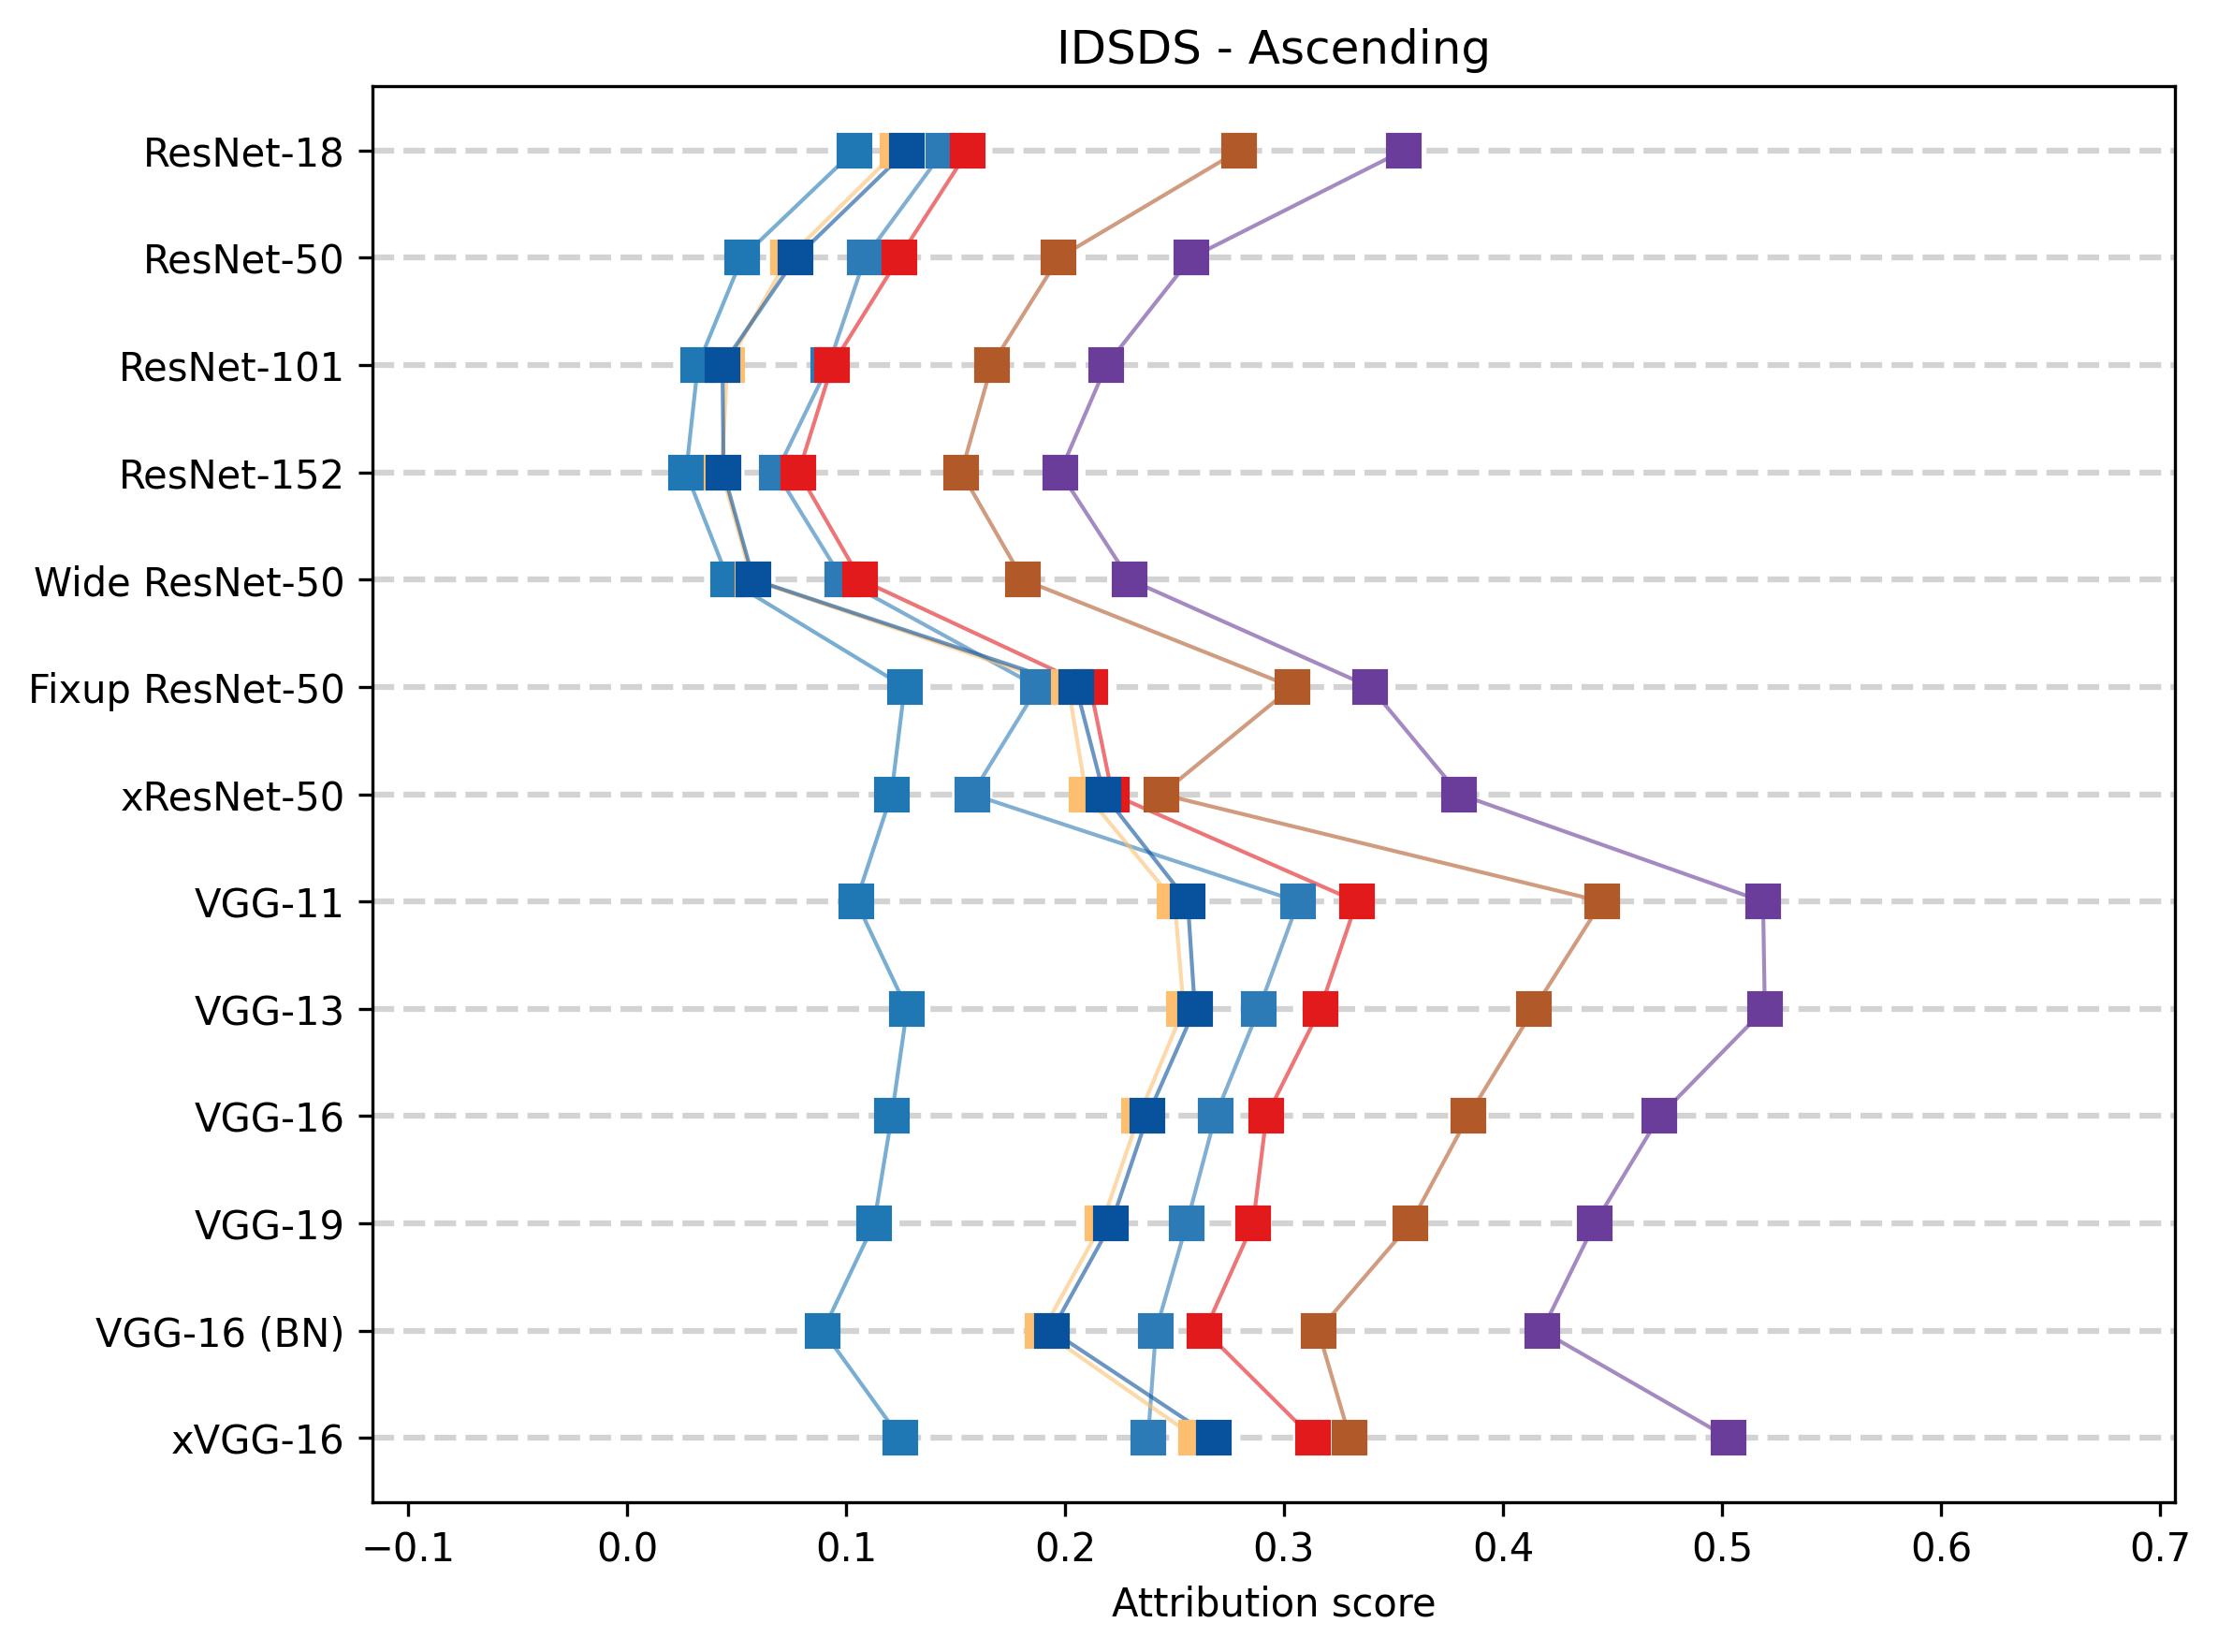 IDSDS - Ascending
ResNet-18
ResNet-50
ResNet-101
ResNet-152
Wide ResNet-50
Fixup ResNet-50
xResNet-50
VGG-11
VGG-13
VGG-16
VGG-19
VGG-16 (BN)
xVGG-16
−0.1 0.0 0.1 0.2 0.3 0.4 0.5 0.6 0.7
Attribution score